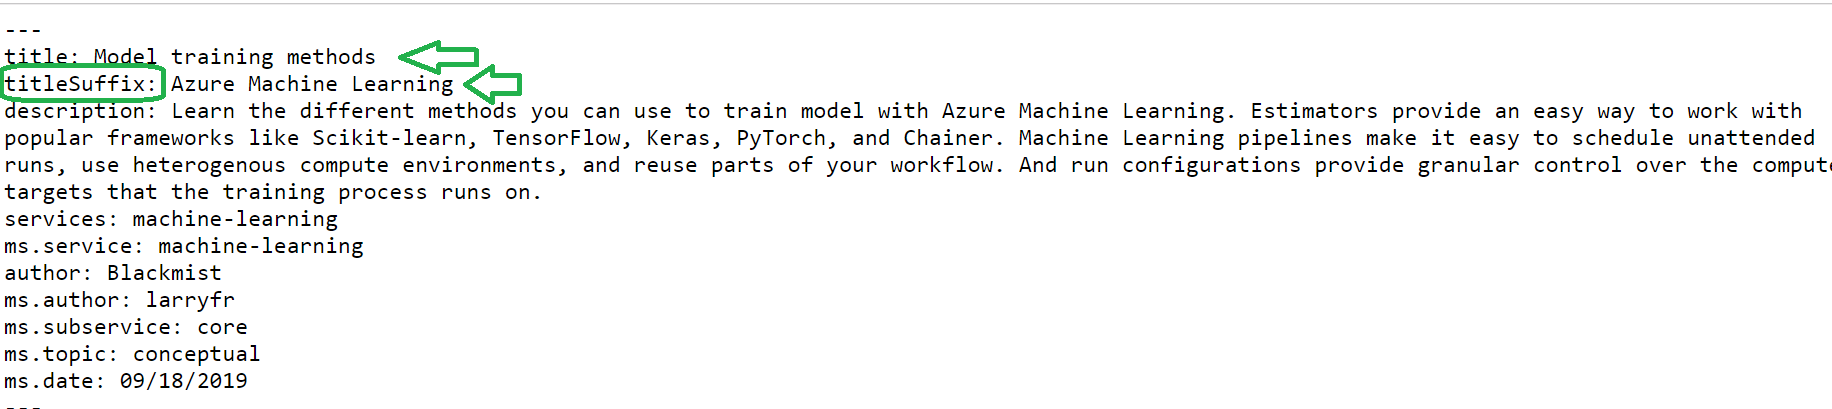 ---
title: Model training methods
titleSuffix: Azure Machine Learning
description: Learn the different methods you can use to train model with Azure Machine Learning. Estimators provide an easy way to work with
popular frameworks like Scikit-learn, TensorFlow, Keras, PyTorch, and Chainer. Machine Learning pipelines make it easy to schedule unattended
runs, use heterogenous compute environments, and reuse parts of your workflow. And run configurations provide granular control over the compute
targets that the training process runs on.
services: machine-learning
ms.service: machine-learning
author: Blackmist
ms.author: larryfr
ms.subservice: core
ms.topic: conceptual
ms.date: 09/18/2019
---